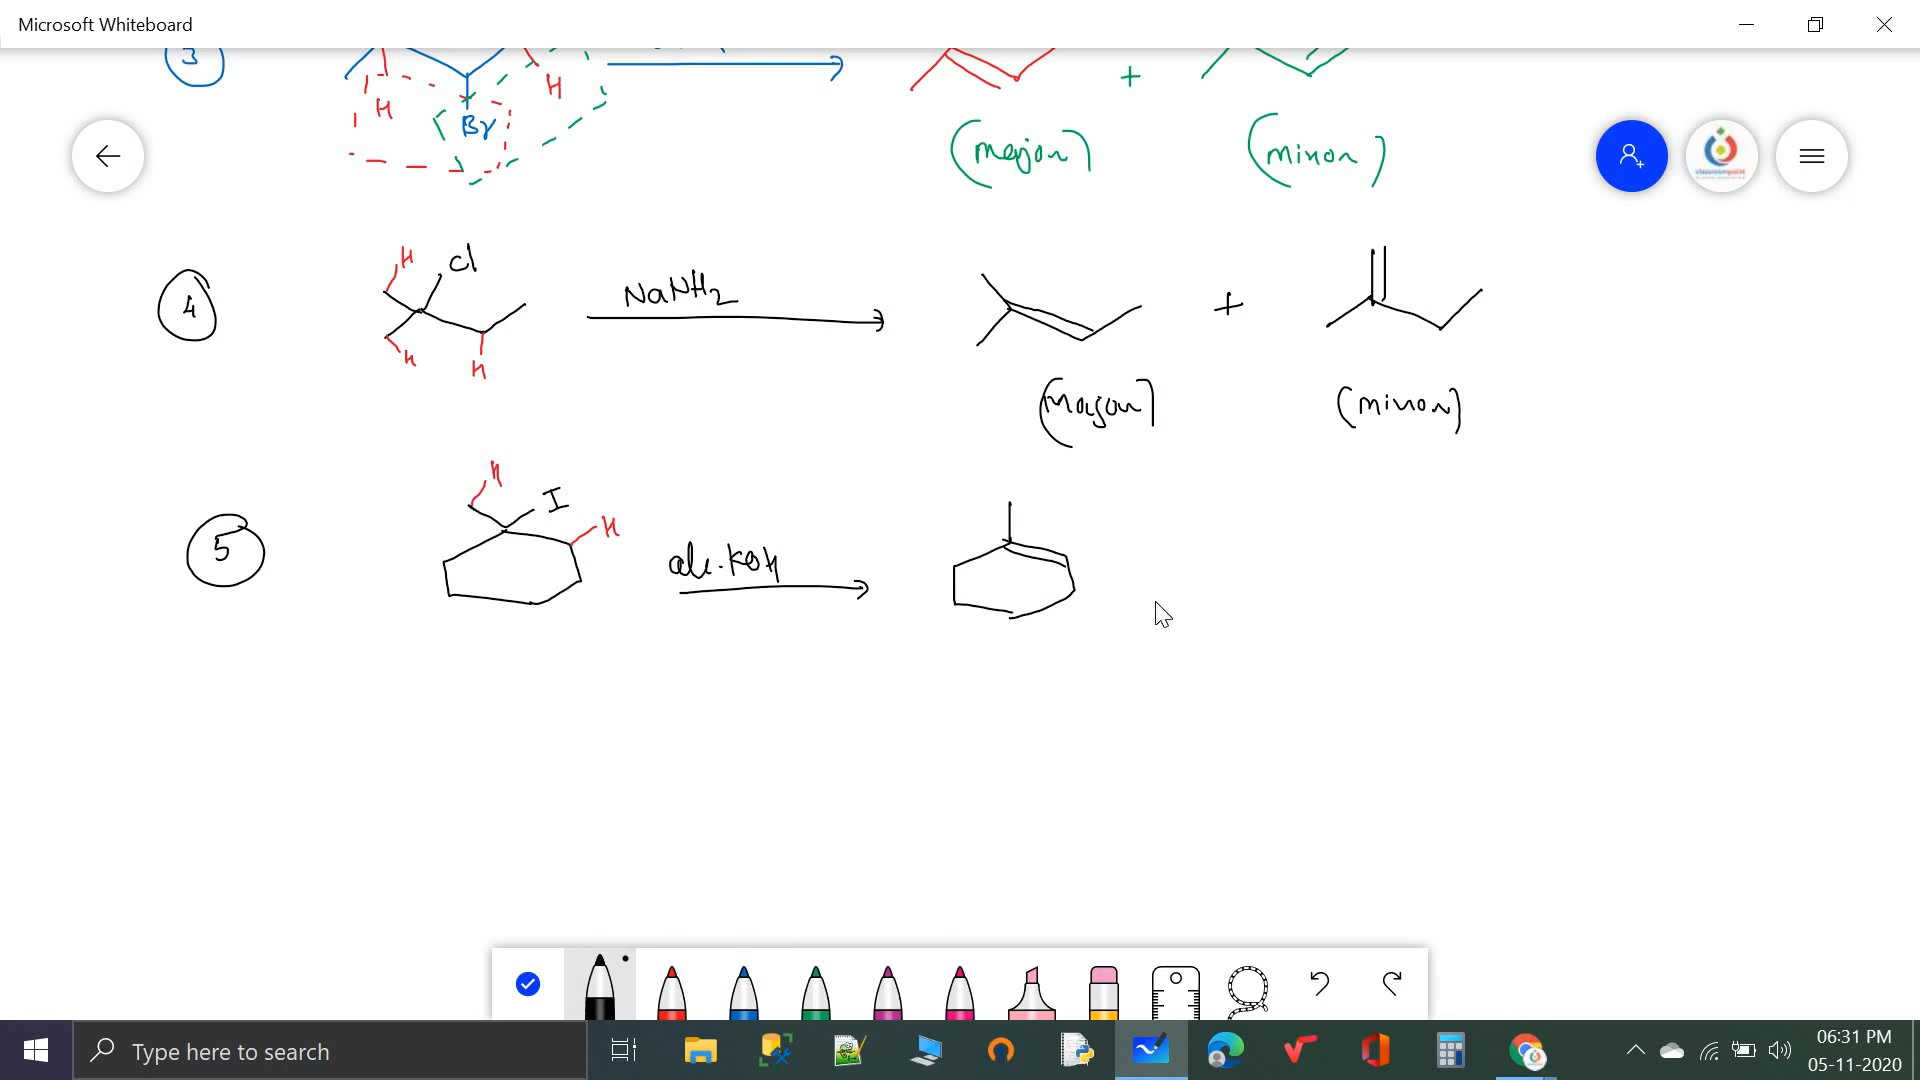 Microsoft Whiteboard
3
H
H
Br
+
(major)
(minor)
4
H
Cl
H
H
NaNH2
+
(major)
(minor)
5
H
I
H
alc. KOH
classroompoint
Type here to search
06:31 PM
05-11-2020